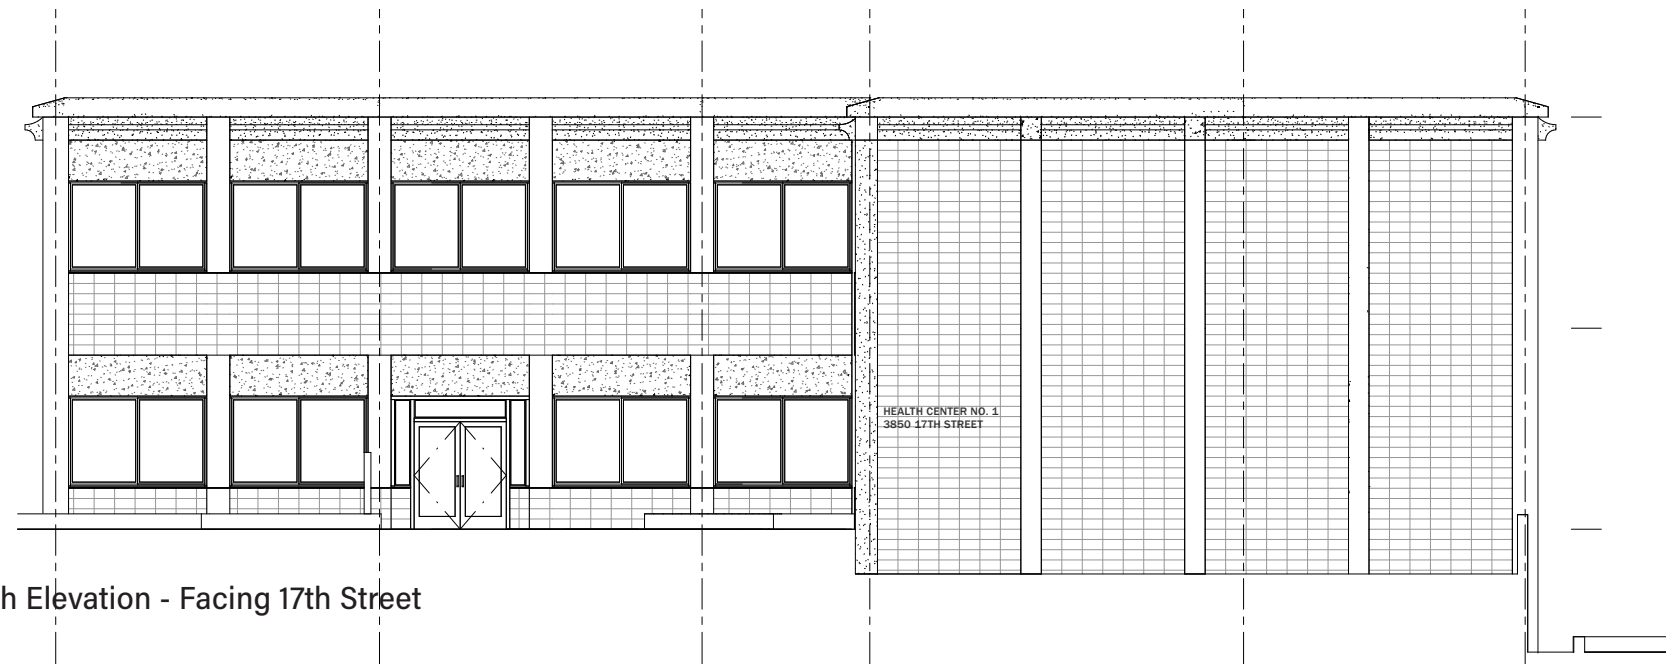 HEALTH CENTER NO. 1
3850 17TH STREET
h Elevation - Facing 17th Street